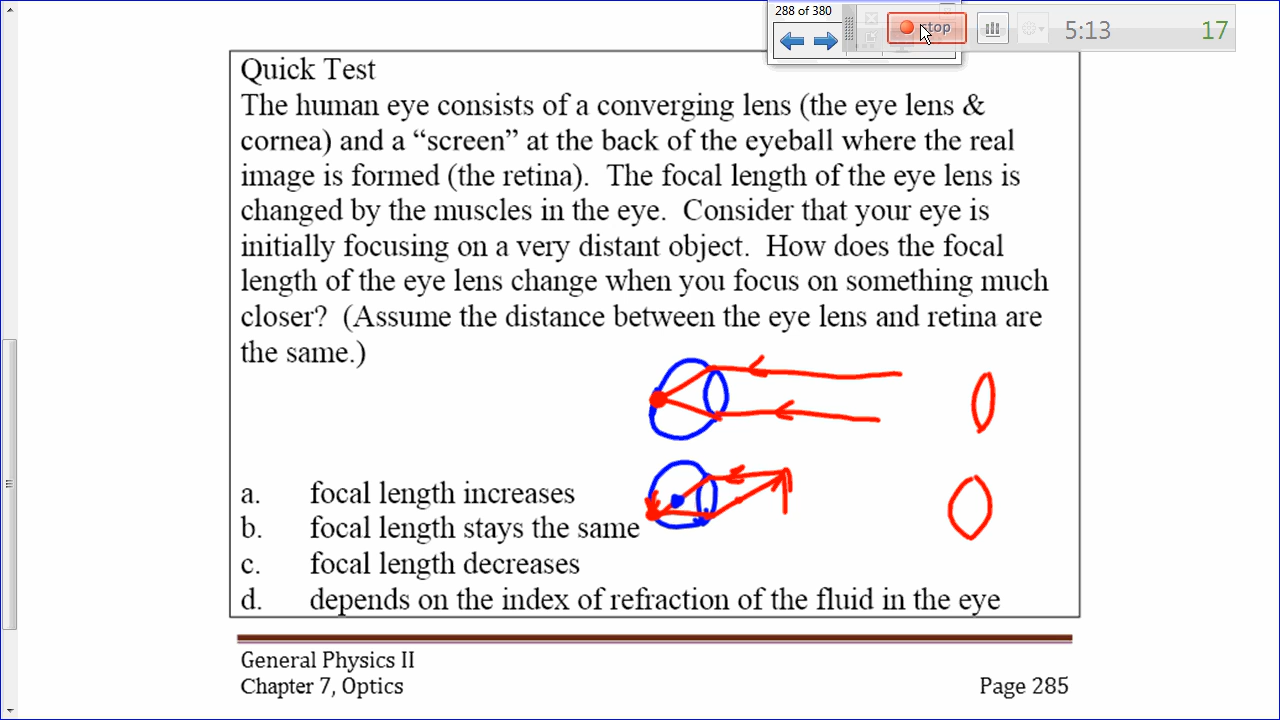 288 of 380
stop
5:13
17
Quick Test
The human eye consists of a converging lens (the eye lens &
cornea) and a “screen” at the back of the eyeball where the real
image is formed (the retina).  The focal length of the eye lens is
changed by the muscles in the eye.  Consider that your eye is
initially focusing on a very distant object.  How does the focal
length of the eye lens change when you focus on something much
closer?  (Assume the distance between the eye lens and retina are
the same.)
a. focal length increases
b. focal length stays the same
c. focal length decreases
d. depends on the index of refraction of the fluid in the eye
General Physics II
Chapter 7, Optics Page 285